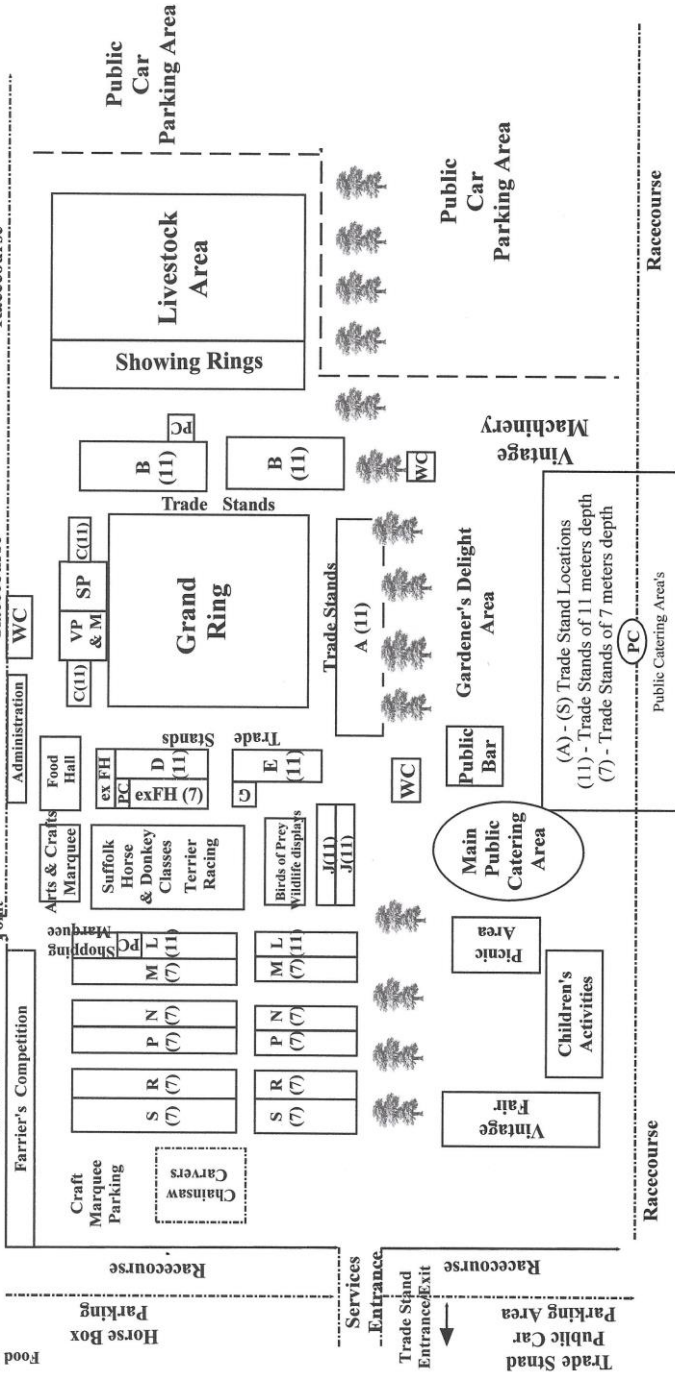 Public
Car
Parking Area
Racecourse
Livestock
Area
Showing Rings
Public
Car
Parking Area
Racecourse
PC
B
(11)
B
(11)
Trade Stands
WC
Vintage
Machinery
WC
C(11)
SP
VP
& M
C(11)
Grand
Ring
Trade Stands
A (11)
Gardener's Delight
Area
(A) - (S) Trade Stand Locations
(11) - Trade Stands of 11 meters depth
(7) - Trade Stands of 7 meters depth
PC
Public Catering Area's
Administration
Food
Hall
ex FH
PC
D
(11)
exFH (7)
Trade Stands
E
(11)
G
WC
Public
Bar
Arts & Crafts
Marquee
Suffolk
Horse
& Donkey
Classes
Terrier
Racing
Birds of Prey
Wildlife displays
J(11)
J(11)
Main
Public
Catering
Area
Shopping
Marquee
PC
L
(11)
M
(7)
L
(11)
M
(7)
Picnic
Area
N
(7)
P
(7)
N
(7)
P
(7)
Children's
Activities
R
(7)
S
(7)
R
(7)
S
(7)
Vintage
Fair
Farrier's Competition
Craft
Marquee
Parking
Chainsaw
Carvers
Racecourse
Services
Entrance
Racecourse
Racecourse
Horse Box
Parking
Trade Stand
Entrance/Exit
Trade Stnad
Public Car
Parking Area
Food